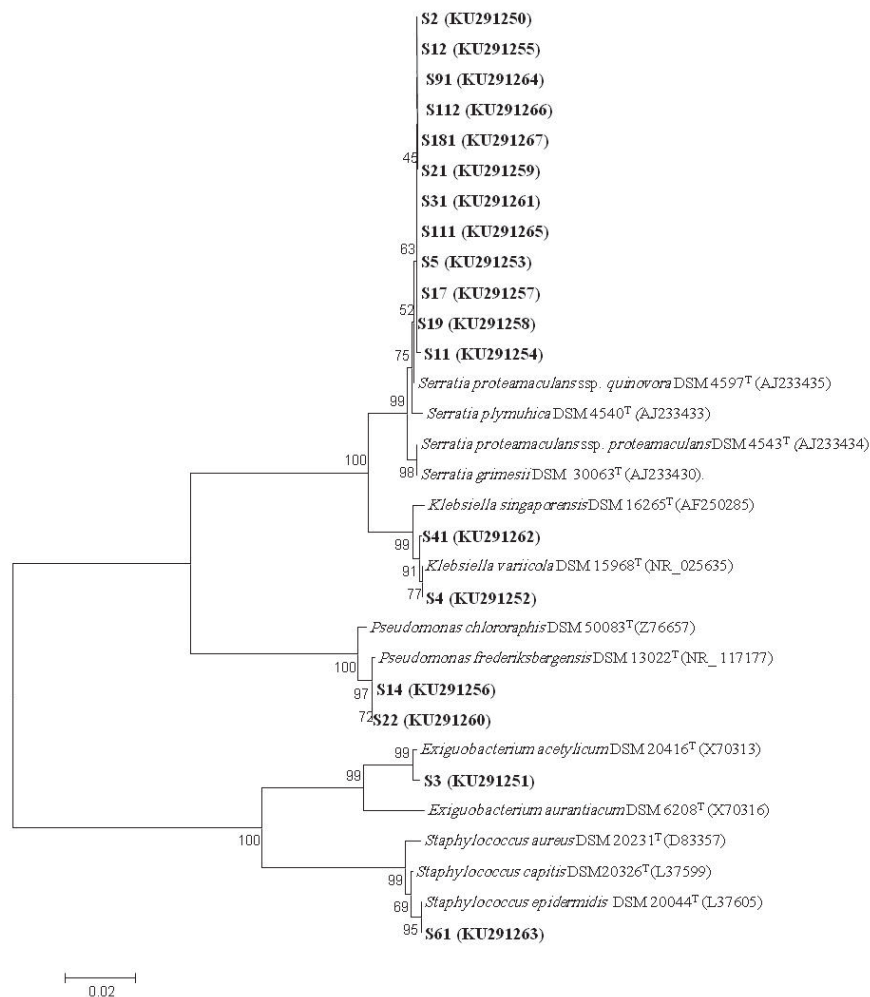 S2 (KU291250)
S12 (KU291255)
S91 (KU291264)
S112 (KU291266)
S181 (KU291267)
45
S21 (KU291259)
S31 (KU291261)
S111 (KU291265)
63
S5 (KU291253)
S17 (KU291257)
52
S19 (KU291258)
S11 (KU291254)
75
Serratia proteamaculans ssp. quinovora DSM 4597T (AJ233435)
99
Serratia plymuhica DSM 4540T (AJ233433)
Serratia proteamaculans ssp. proteamaculans DSM 4543T (AJ233434)
100
98
Serratia grimesii DSM 30063T (AJ233430).
Klebsiella singaporensis DSM 16265T (AF250285)
S41 (KU291262)
99
Klebsiella variicola DSM 15968T (NR_025635)
91
77
S4 (KU291252)
Pseudomonas chlororaphis DSM 50083T (Z76657)
Pseudomonas frederiksbergensis DSM 13022T (NR_117177)
100
97
S14 (KU291256)
72
S22 (KU291260)
99
Exiguobacterium acetylicum DSM 20416T (X70313)
99
S3 (KU291251)
Exiguobacterium aurantiacum DSM 6208T (X70316)
100
Staphylococcus aureus DSM 20231T (D83357)
Staphylococcus capitis DSM20326T (L37599)
99
Staphylococcus epidermidis DSM 20044T (L37605)
69
95
S61 (KU291263)
0.02